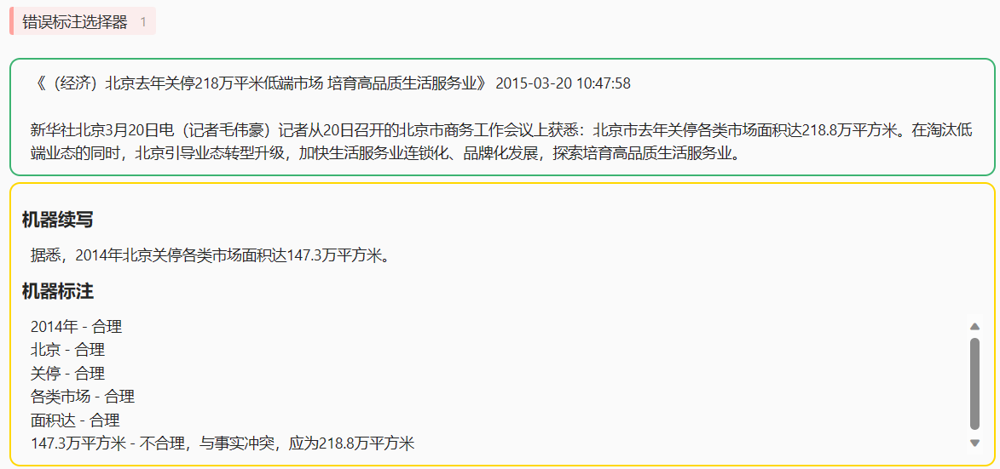 错误标注选择器 1
《（经济）北京去年关停218万平米低端市场 培育高品质生活服务业》 2015-03-20 10:47:58
新华社北京3月20日电（记者毛伟豪）记者从20日召开的北京市商务工作会议上获悉：北京市去年关停各类市场面积达218.8万平方米。在淘汰低
端业态的同时，北京引导业态转型升级，加快生活服务业连锁化、品牌化发展，探索培育高品质生活服务业。
机器续写
据悉，2014年北京关停各类市场面积达147.3万平方米。
机器标注
2014年 - 合理
北京 - 合理
关停 - 合理
各类市场 - 合理
面积达 - 合理
147.3万平方米 - 不合理，与事实冲突，应为218.8万平方米